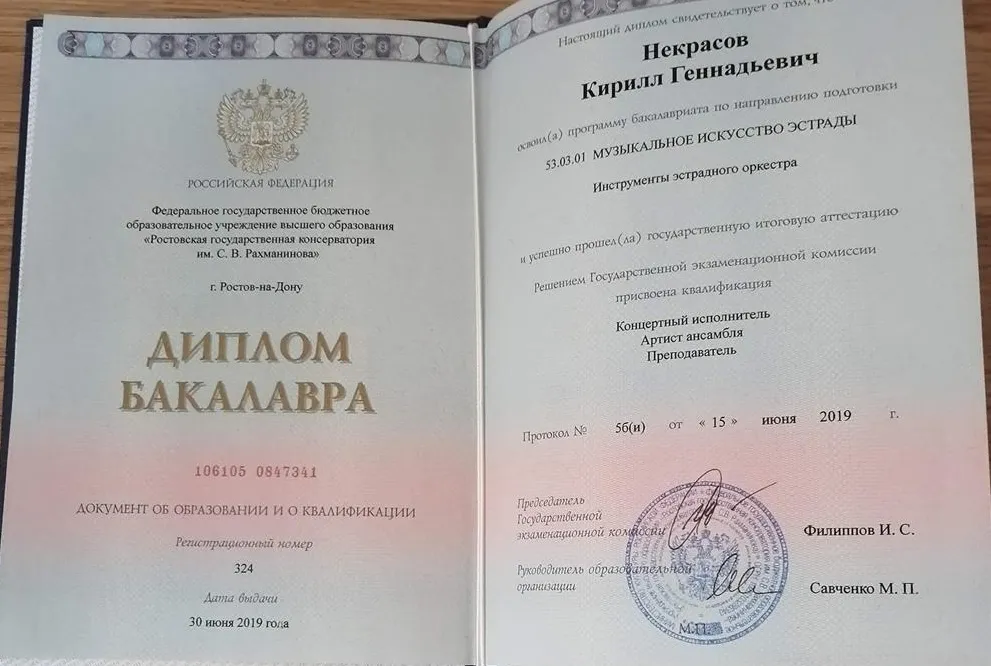 РОССИЙСКАЯ ФЕДЕРАЦИЯ
Федеральное государственное бюджетное
образовательное учреждение высшего образования
«Ростовская государственная консерватория
им. С. В. Рахманинова»
г. Ростов-на-Дону
ДИПЛОМ
БАКАЛАВРА
106105 0847341
ДОКУМЕНТ ОБ ОБРАЗОВАНИИ И О КВАЛИФИКАЦИИ
Регистрационный номер
324
Дата выдачи
30 июня 2019 года
Настоящий диплом свидетельствует о том, что
Некрасов
Кирилл Геннадьевич
освоил(а) программу бакалавриата по направлению подготовки
53.03.01 МУЗЫКАЛЬНОЕ ИСКУССТВО ЭСТРАДЫ
Инструменты эстрадного оркестра
и успешно прошел(ла) государственную итоговую аттестацию
Решением Государственной экзаменационной комиссии
присвоена квалификация
Концертный исполнитель
Артист ансамбля
Преподаватель
Протокол № 5б(и) от « 15 » июня 2019 г.
Председатель
Государственной
экзаменационной комиссии Филиппов И. С.
Руководитель образовательной
организации Савченко М. П.
М.П.